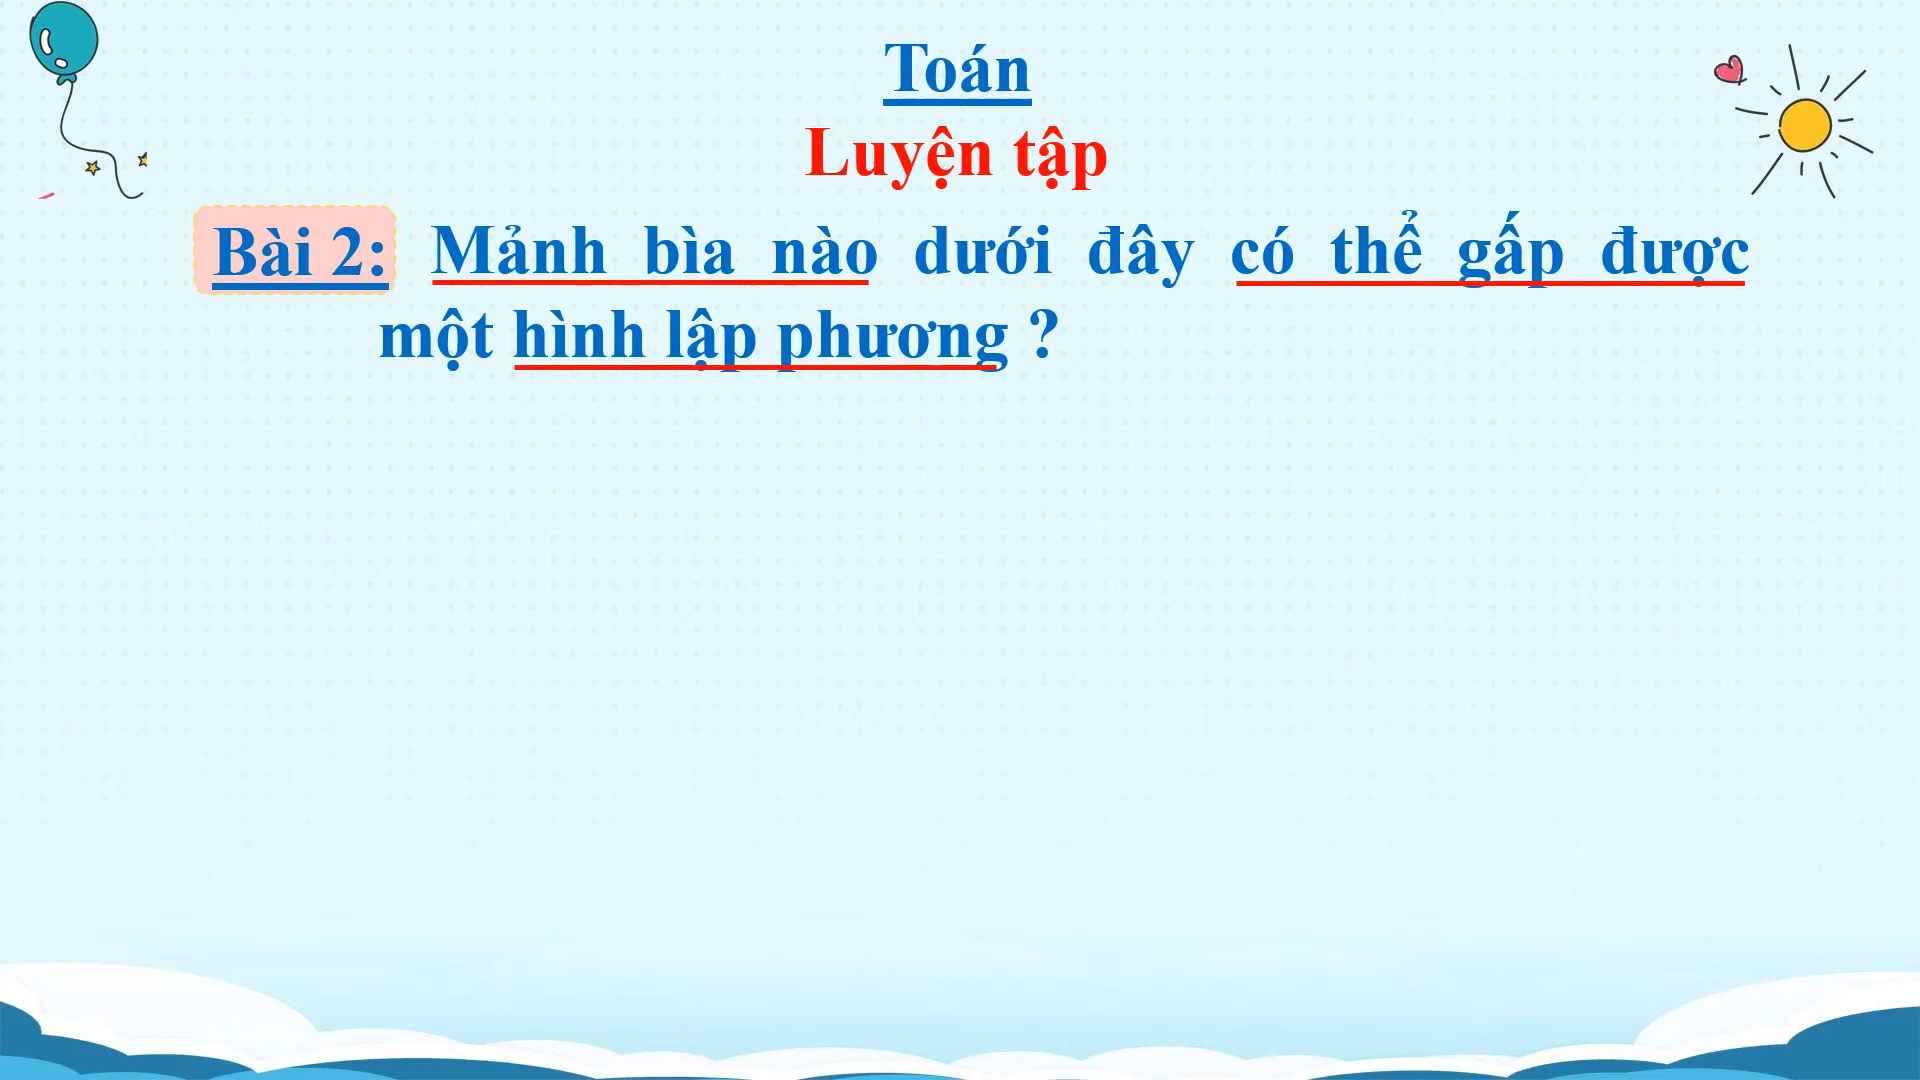 Toán
Luyện tập
Bài 2: Mảnh bìa nào dưới đây có thể gấp được
một hình lập phương ?